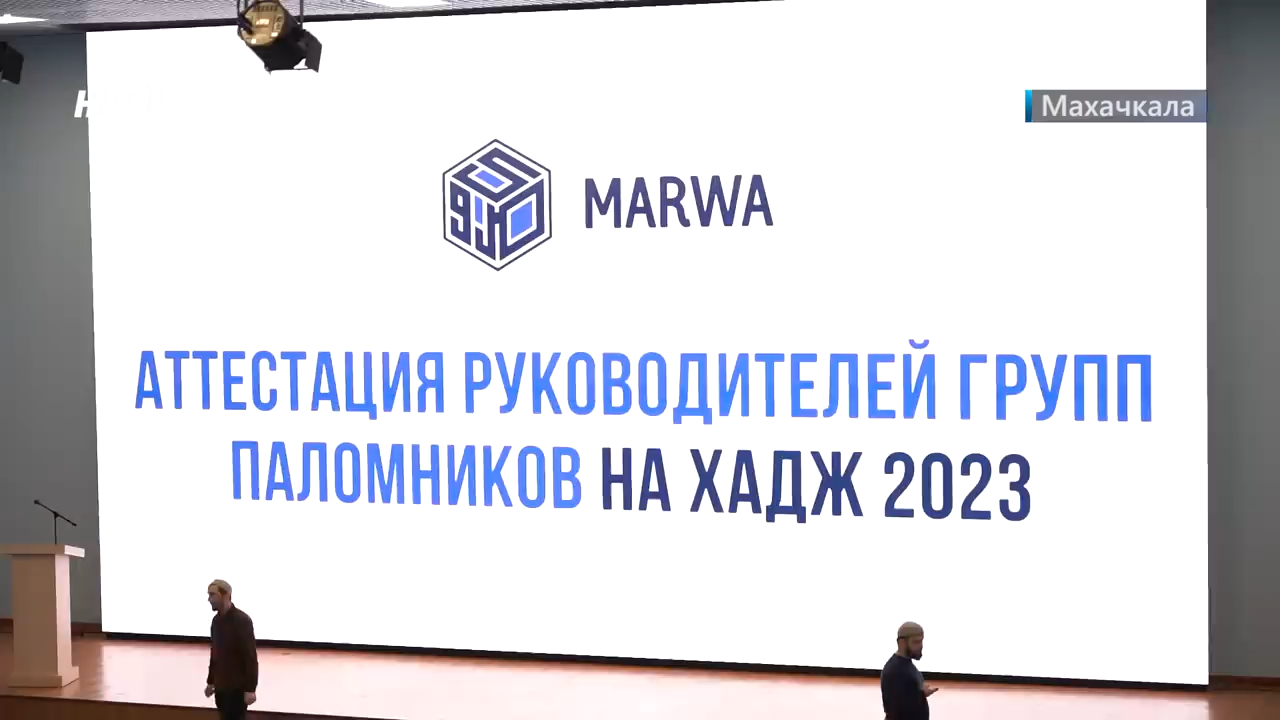 Махачкала
MARWA
АТТЕСТАЦИЯ РУКОВОДИТЕЛЕЙ ГРУПП
ПАЛОМНИКОВ НА ХАДЖ 2023